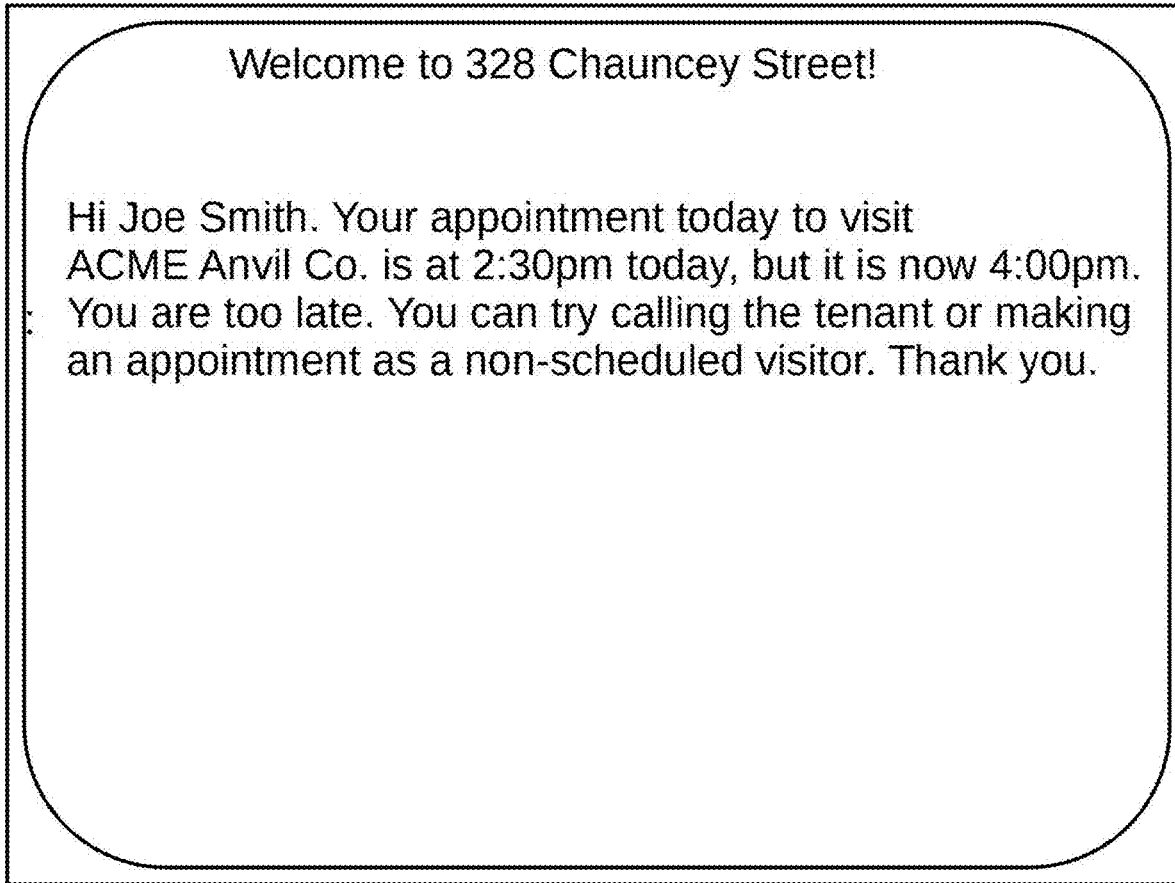 Welcome to 328 Chauncey Street!
Hi Joe Smith. Your appointment today to visit
ACME Anvil Co. is at 2:30pm today, but it is now 4:00pm.
You are too late. You can try calling the tenant or making
an appointment as a non-scheduled visitor. Thank you.